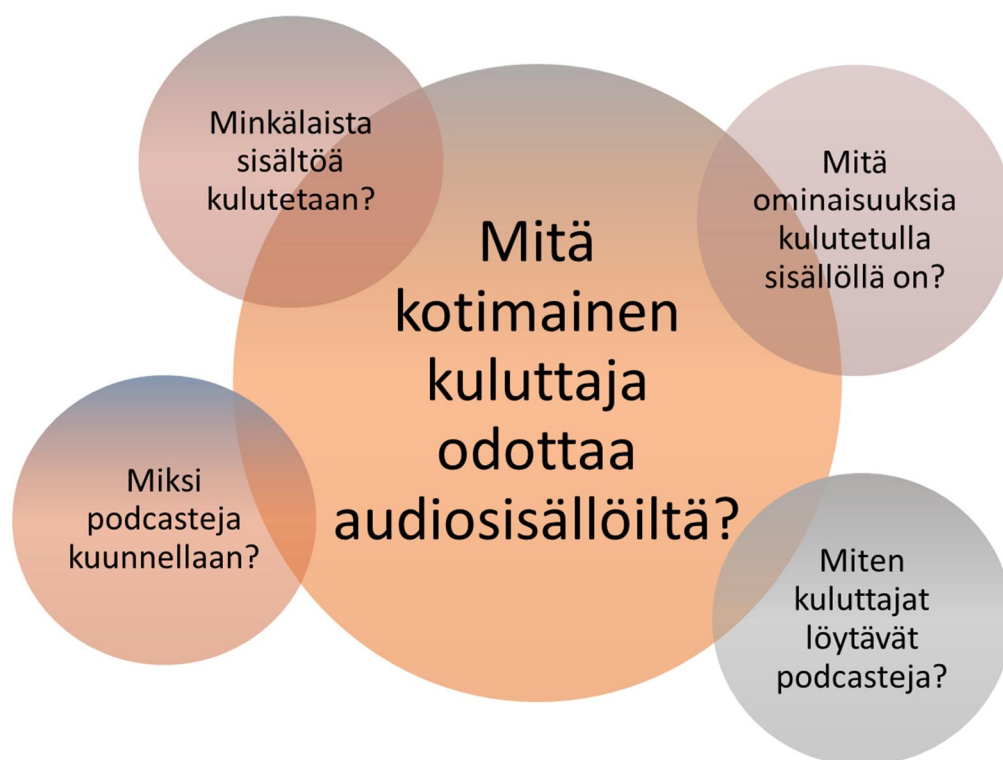 Minkälaista
sisältöä
kulutetaan?
Mitä
ominaisuuksia
kulutetulla
sisällöllä on?
Mitä
kotimainen
kuluttaja
odottaa
audiosisällöiltä?
Miksi
podcasteja
kuunnellaan?
Miten
kuluttajat
löytävät
podcasteja?